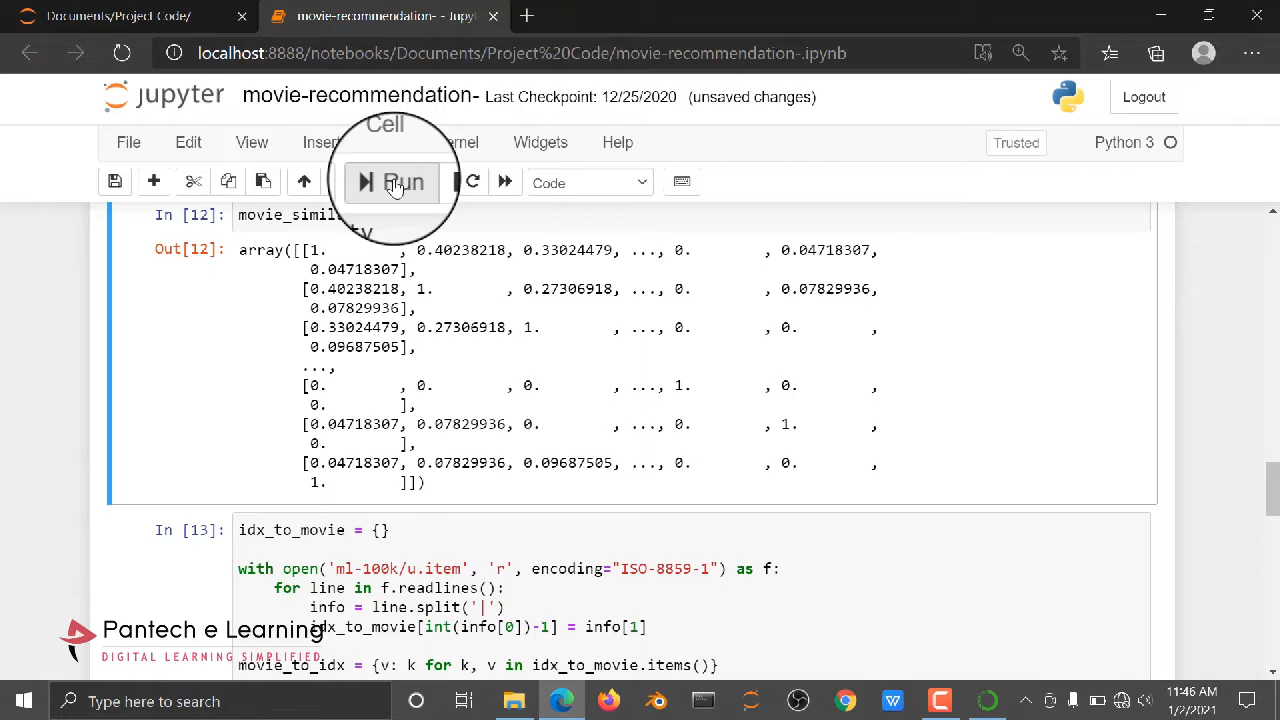 Documents/Project Code/
movie-recommendation- - Jupyt
localhost:8888/notebooks/Documents/Project%20Code/movie-recommendation-.ipynb
jupyter movie-recommendation- Last Checkpoint: 12/25/2020 (unsaved changes)
Logout
File Edit View Insert Cell Kernel Widgets Help Trusted Python 3
Run Code
In [12]: movie_similarity
Out[12]: array([[1. , 0.40238218, 0.33024479, ..., 0. , 0.04718307,
0.04718307],
[0.40238218, 1. , 0.27306918, ..., 0. , 0.07829936,
0.07829936],
[0.33024479, 0.27306918, 1. , ..., 0. , 0. ,
0.09687505],
...,
[0. , 0. , 0. , ..., 1. , 0. ,
0. ],
[0.04718307, 0.07829936, 0. , ..., 0. , 1. ,
0. ],
[0.04718307, 0.07829936, 0.09687505, ..., 0. , 0. ,
1. ]])
In [13]: idx_to_movie = {}
with open('ml-100k/u.item', 'r', encoding="ISO-8859-1") as f:
for line in f.readlines():
info = line.split('|')
idx_to_movie[int(info[0])-1] = info[1]
movie_to_idx = {v: k for k, v in idx_to_movie.items()}
Pantech e Learning
DIGITAL LEARNING SIMPLIFIED
Type here to search
11:46 AM
1/2/2021